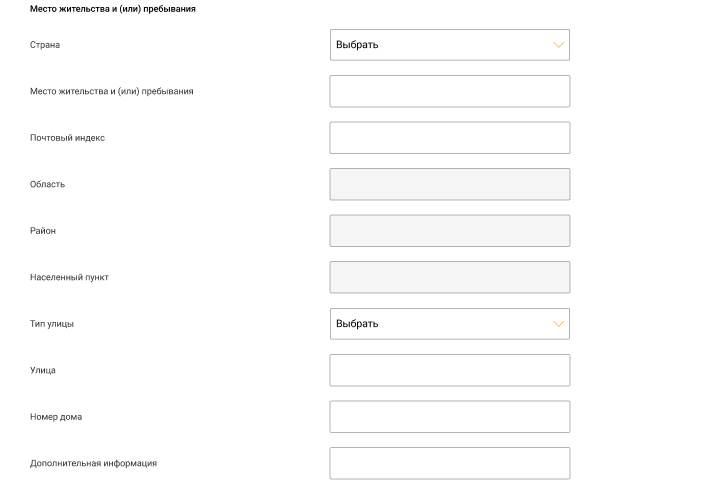 Место жительства и (или) пребывания
Страна
Выбрать
Место жительства и (или) пребывания
Почтовый индекс
Область
Район
Населенный пункт
Тип улицы
Выбрать
Улица
Номер дома
Дополнительная информация